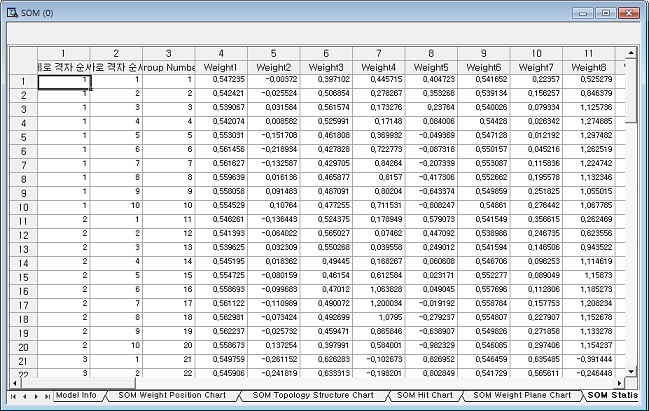 SOM (0)
1 2 3 4 5 6 7 8 9 10 11
로 격자 순서 로 격자 순서 Group Number Weight1 Weight2 Weight3 Weight4 Weight5 Weight6 Weight7 Weight8
1 1 1 1 0,547235 -0,00372 0,397102 0,445715 0,404723 0,541652 0,22357 0,525279
2 1 2 2 0,542421 -0,025524 0,506854 0,278267 0,353268 0,539134 0,156257 0,846379
3 1 3 3 0,539067 0,031584 0,561574 0,173276 0,23764 0,540026 0,079334 1,125736
4 1 4 4 0,542074 0,008582 0,525991 0,17148 0,084006 0,54428 0,026342 1,274885
5 1 5 5 0,553031 -0,151708 0,461808 0,369932 -0,049369 0,547128 0,012192 1,297482
6 1 6 6 0,561456 -0,218934 0,427828 0,722773 -0,087318 0,550157 0,045216 1,262519
7 1 7 7 0,561627 -0,132587 0,429705 0,84264 -0,207339 0,553087 0,115836 1,224742
8 1 8 8 0,559639 0,016136 0,465877 0,8157 -0,417306 0,552662 0,195578 1,132346
9 1 9 9 0,558058 0,091483 0,487091 0,80204 -0,643374 0,549859 0,251825 1,055015
10 1 10 10 0,554529 0,10764 0,477255 0,711531 -0,808247 0,54861 0,276442 1,067785
11 2 1 11 0,546261 -0,136443 0,524375 0,178949 0,579073 0,541549 0,356615 0,262469
12 2 2 12 0,541393 -0,064022 0,565027 0,07462 0,447092 0,538986 0,246735 0,623556
13 2 3 13 0,539625 0,032309 0,550268 0,039558 0,249012 0,541594 0,146506 0,943522
14 2 4 14 0,545195 0,018362 0,49445 0,168267 0,060608 0,546706 0,096253 1,114619
15 2 5 15 0,554725 -0,080159 0,46154 0,612584 0,023171 0,552277 0,089049 1,15873
16 2 6 16 0,558693 -0,099683 0,47012 1,063828 0,049045 0,557696 0,112806 1,185273
17 2 7 17 0,561122 -0,110989 0,490072 1,200034 -0,019192 0,558784 0,157753 1,208234
18 2 8 18 0,562981 -0,073424 0,492699 1,0795 -0,279237 0,554807 0,227907 1,152678
19 2 9 19 0,562237 -0,025732 0,459471 0,865846 -0,638907 0,549826 0,271858 1,133278
20 2 10 20 0,558673 0,137254 0,397991 0,584001 -0,982329 0,546085 0,297406 1,154237
21 3 1 21 0,549759 -0,261152 0,626283 -0,102673 0,826952 0,546459 0,635485 -0,391444
22 3 2 22 0,545906 -0,241819 0,633313 -0,198201 0,802849 0,541729 0,565611 -0,246448
Model Info SOM Weight Position Chart SOM Topology Structure Chart SOM Hit Chart SOM Weight Plane Chart SOM Statis